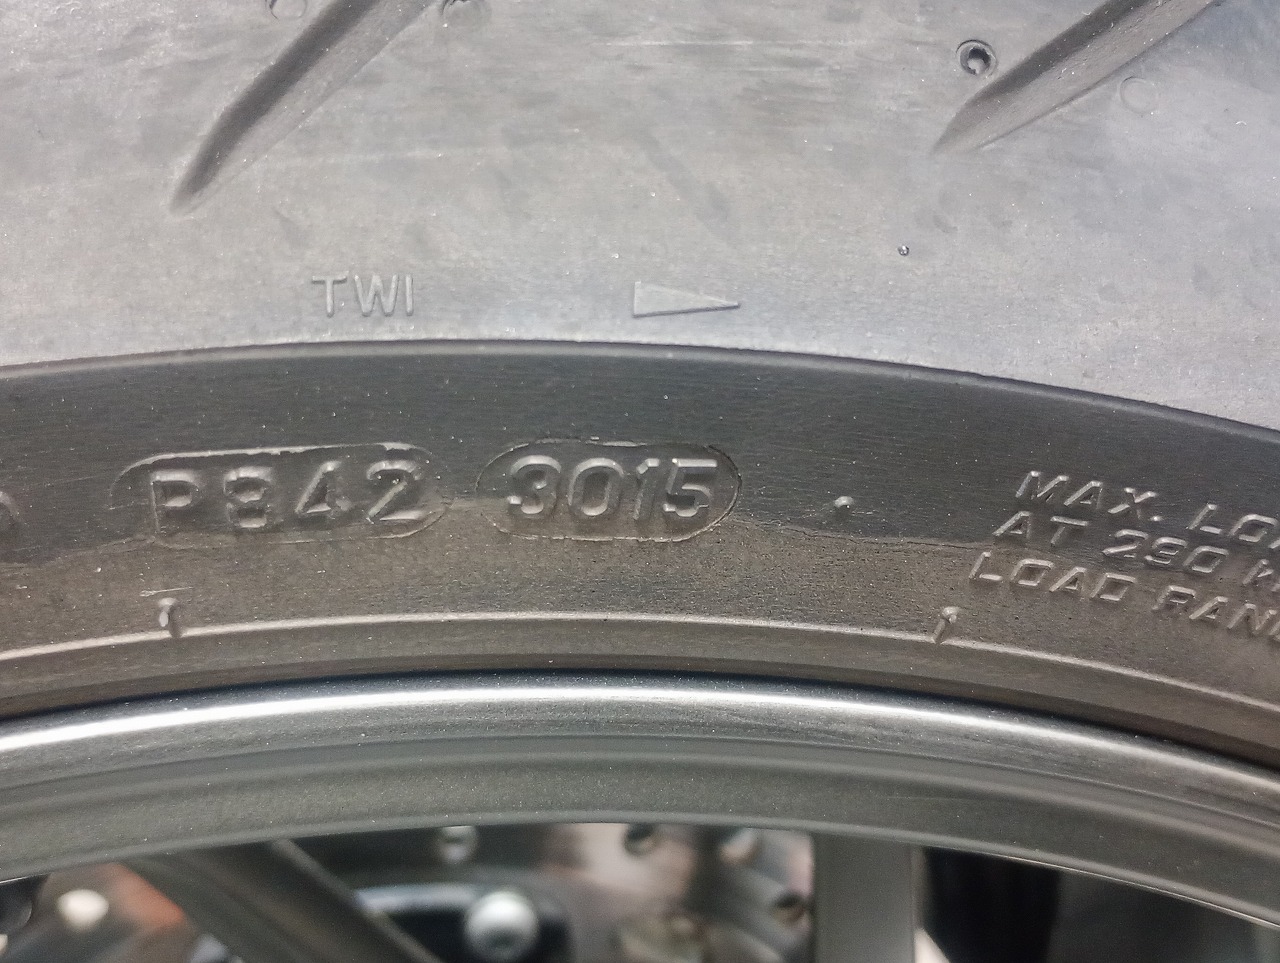 TWI
P842 3015
MAX. LO
AT 290 K
LOAD RAN